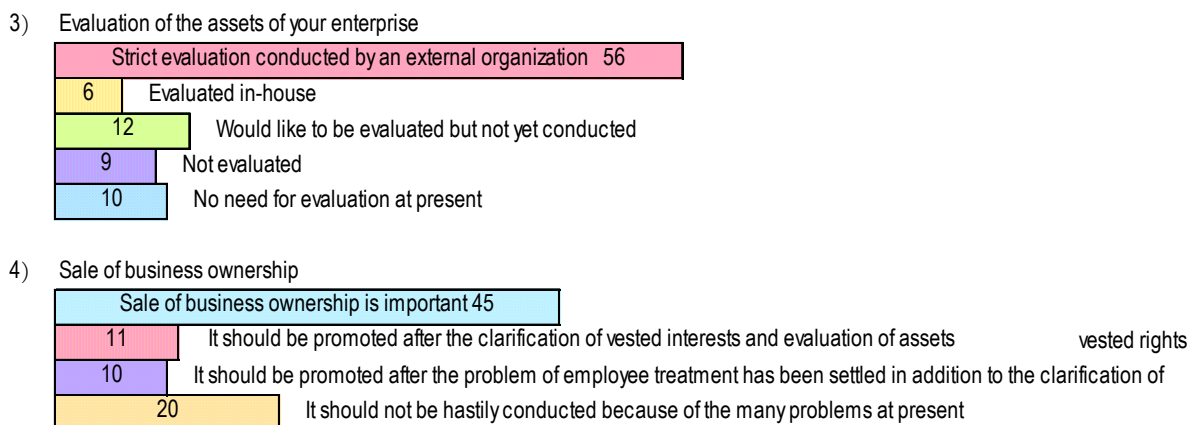 3） Evaluation of the assets of your enterprise
Strict evaluation conducted by an external organization 56
6 Evaluated in-house
12 Would like to be evaluated but not yet conducted
9 Not evaluated
10 No need for evaluation at present
4） Sale of business ownership
Sale of business ownership is important 45
11 It should be promoted after the clarification of vested interests and evaluation of assets vested rights
10 It should be promoted after the problem of employee treatment has been settled in addition to the clarification of
20 It should not be hastily conducted because of the many problems at present